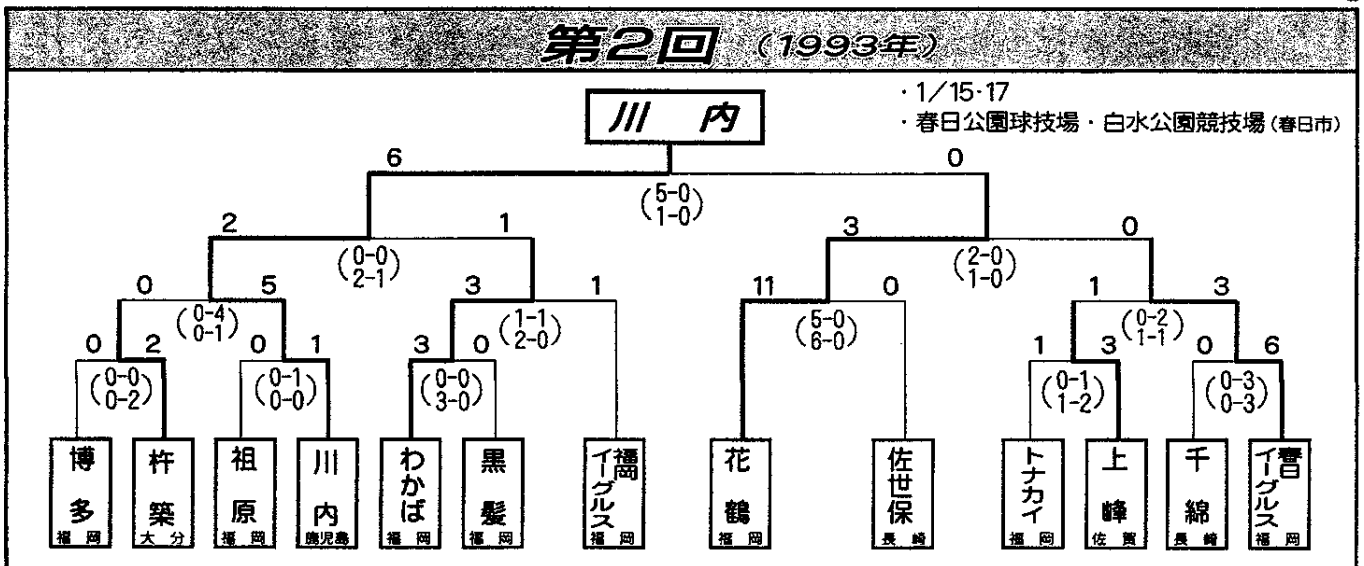 第2回 (1993年)
・1/15·17
・春日公園球技場・白水公園競技場(春日市)
川内
6 0
(5-0
1-0)
2 1 3 0
(0-0
2-1) (2-0
1-0)
0 5 3 1 11 0 1 3
(0-4
0-1) (1-1
2-0) (5-0
6-0) (0-2
1-1)
0 2 0 1 3 0 1 3 0 6
(0-0
0-2) (0-1
0-0) (0-0
3-0) (0-1
1-2) (0-3
0-3)
博多 福岡
杵築 大分
祖原 福岡
川内 鹿児島
わかば 福岡
黒髪 福岡
福岡イーグルス 福岡
花鶴 福岡
佐世保 長崎
トナカイ 福岡
上峰 佐賀
千綿 長崎
春日イーグルス 福岡